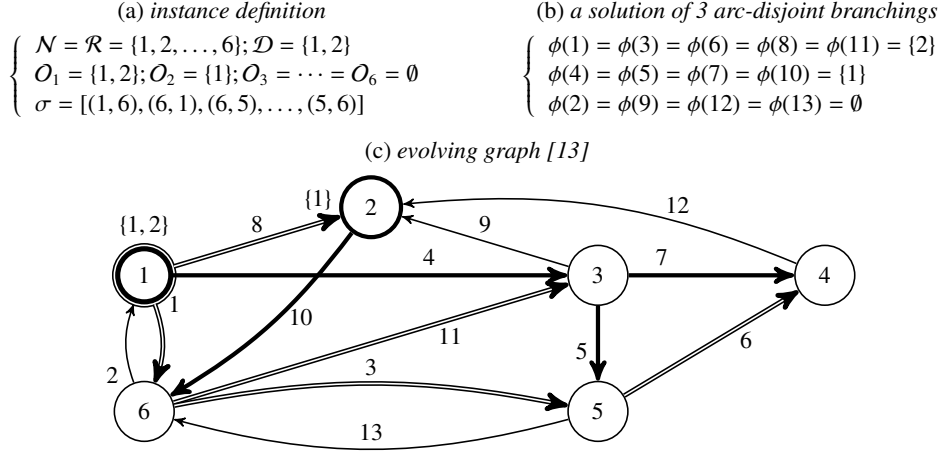 (a) instance definition
𝒩 = ℛ = {1, 2, . . . , 6}; 𝒟 = {1, 2}
𝒪₁ = {1, 2}; 𝒪₂ = {1}; 𝒪₃ = · · · = 𝒪₆ = ∅
σ = [(1, 6), (6, 1), (6, 5), . . . , (5, 6)]
(b) a solution of 3 arc-disjoint branchings
ϕ(1) = ϕ(3) = ϕ(6) = ϕ(8) = ϕ(11) = {2}
ϕ(4) = ϕ(5) = ϕ(7) = ϕ(10) = {1}
ϕ(2) = ϕ(9) = ϕ(12) = ϕ(13) = ∅
(c) evolving graph [13]
{1} 2 12
{1, 2} 8 9
1 4 3 7 4
1
10 11
2 3 5 6
6 5
13